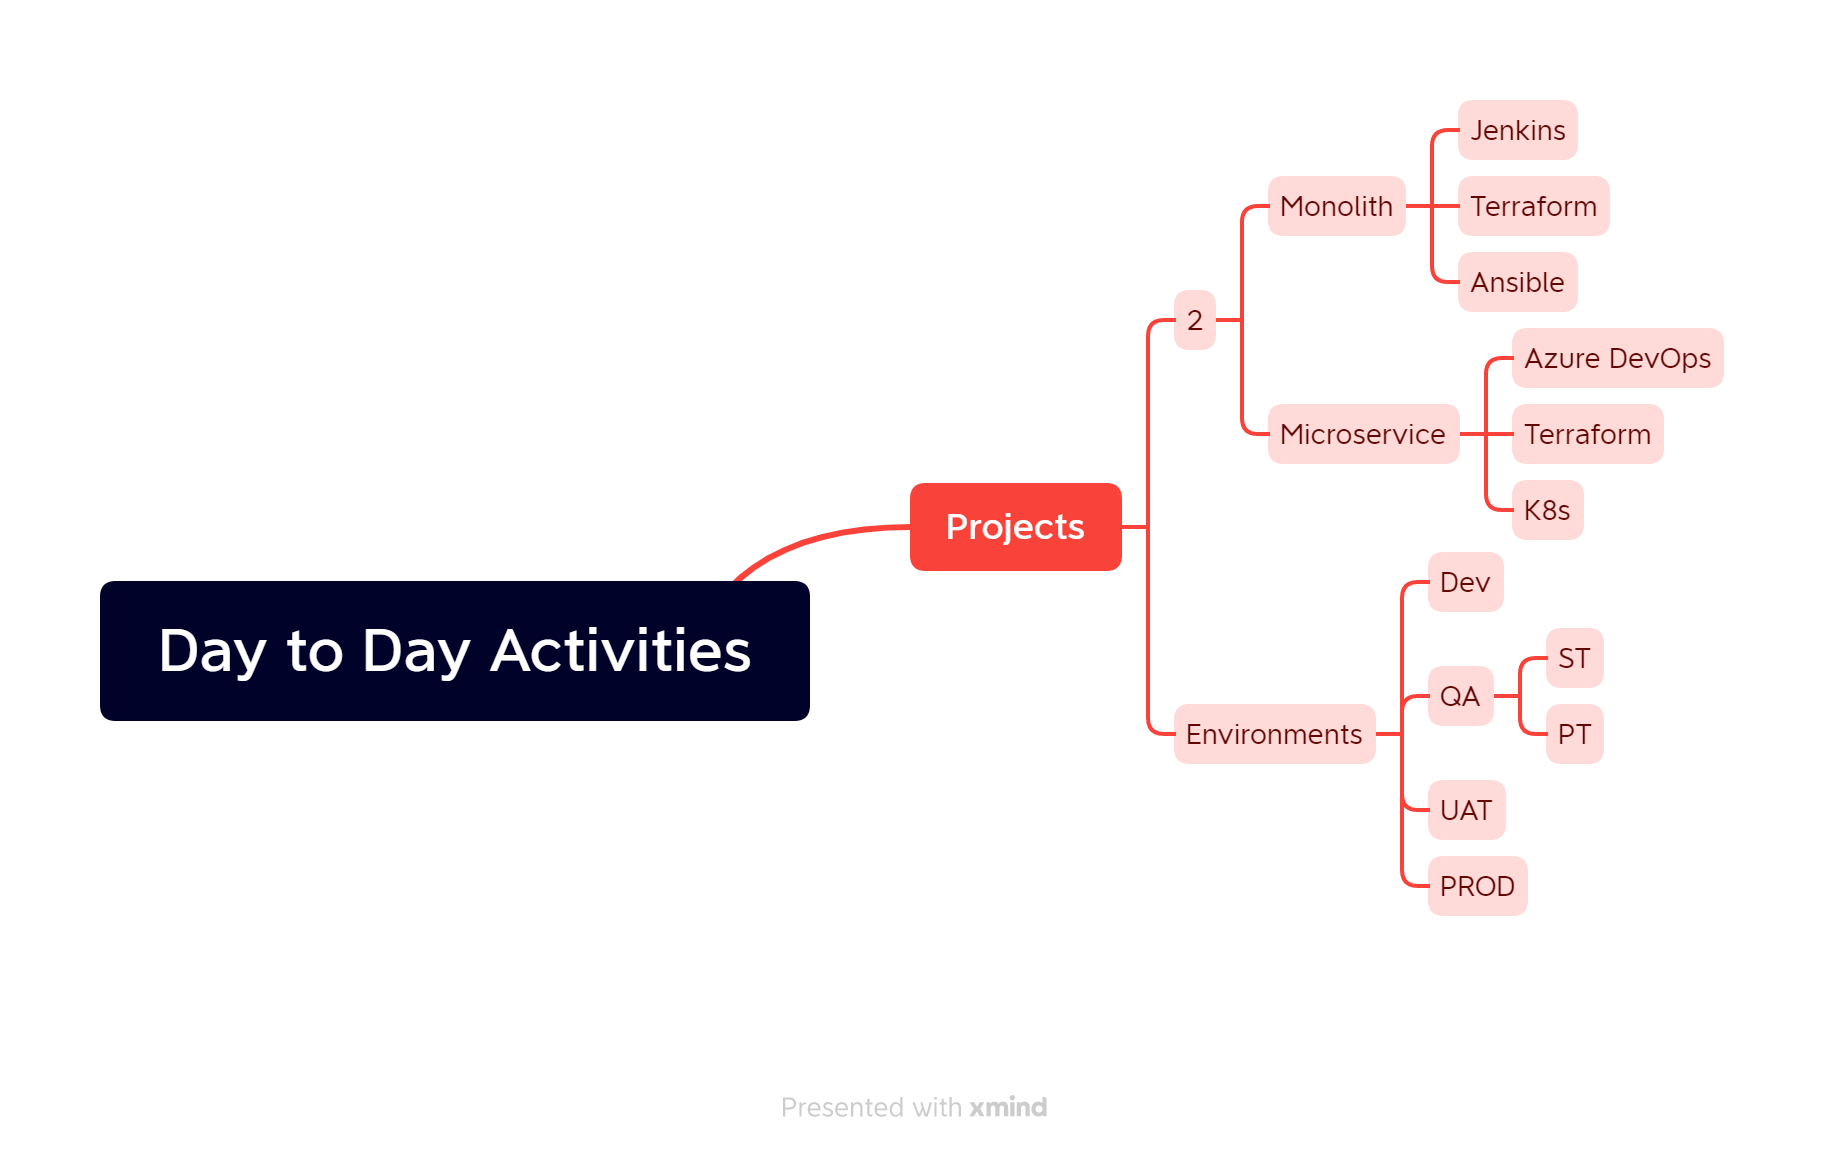 Day to Day Activities
Projects
2
Monolith
Jenkins
Terraform
Ansible
Microservice
Azure DevOps
Terraform
K8s
Environments
Dev
QA
ST
PT
UAT
PROD
Presented with xmind